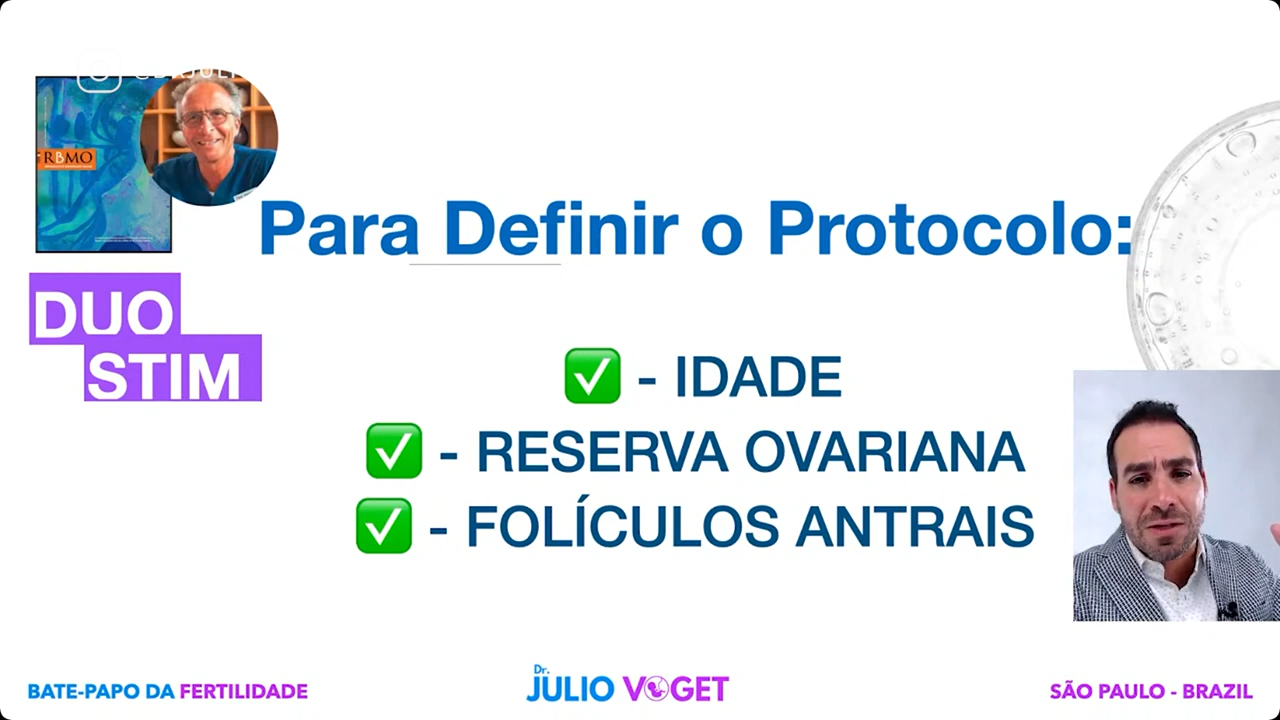 RBMO
Para Definir o Protocolo:
DUO
STIM
✅ - IDADE
✅ - RESERVA OVARIANA
✅ - FOLÍCULOS ANTRAIS
BATE-PAPO DA FERTILIDADE
Dr.
JULIO VOGET
SÃO PAULO - BRAZIL